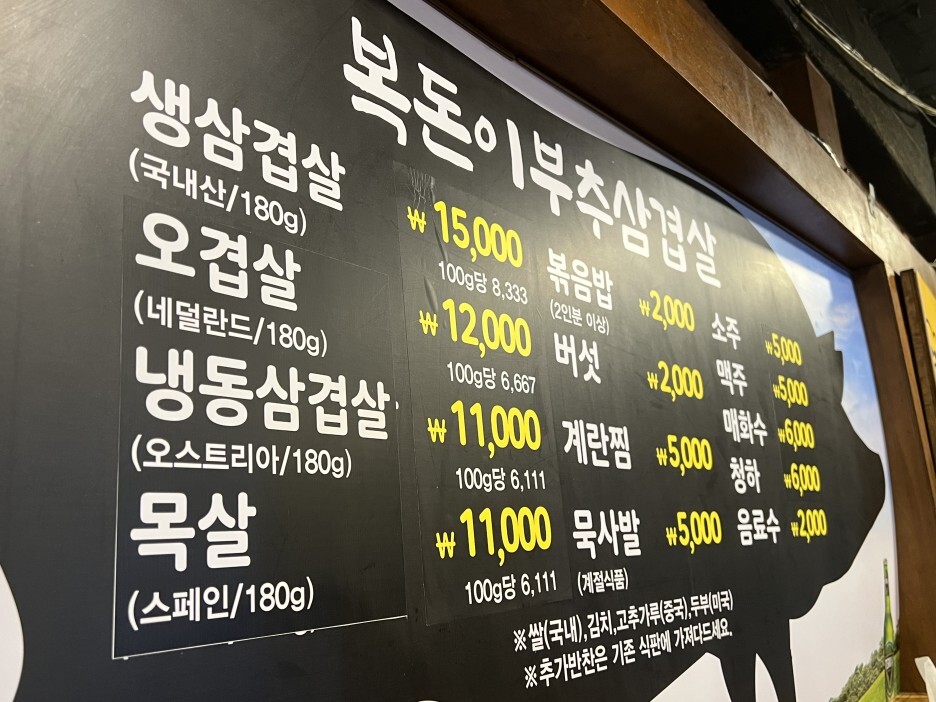 복돈이부추삼겹살
생삼겹살 ₩15,000
(국내산/180g) 100g당 8,333
오겹살 ₩12,000
(네덜란드/180g) 100g당 6,667
냉동삼겹살 ₩11,000
(오스트리아/180g) 100g당 6,111
목살 ₩11,000
(스페인/180g) 100g당 6,111
볶음밥 ₩2,000
(2인분 이상)
버섯 ₩2,000
계란찜 ₩5,000
묵사발 ₩5,000
(계절식품)
소주 ₩5,000
맥주 ₩5,000
매화수 ₩6,000
청하 ₩6,000
음료수 ₩2,000
※쌀(국내),김치,고추가루(중국),두부(미국)
※추가반찬은 기존 식판에 가져다드세요.